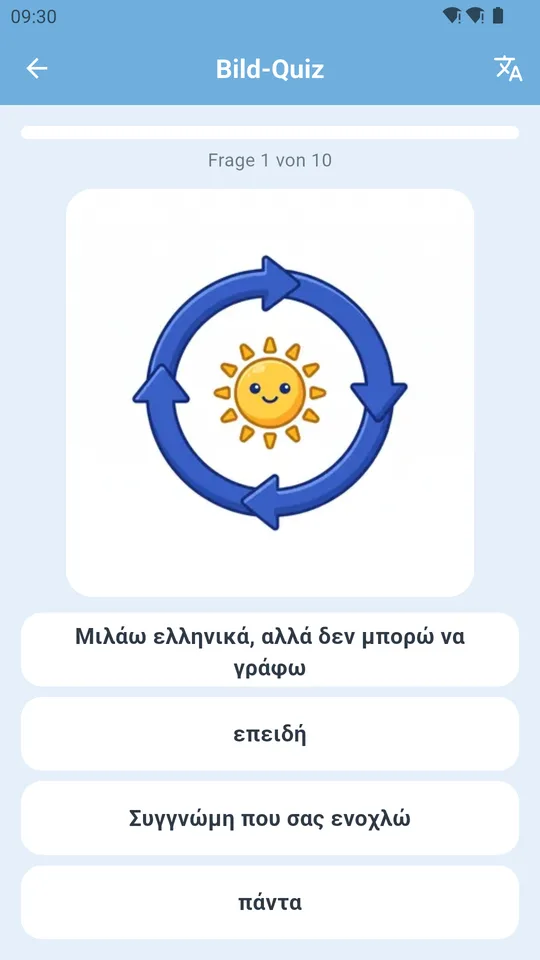 09:30
Bild-Quiz
Frage 1 von 10
Μιλάω ελληνικά, αλλά δεν μπορώ να
γράφω
επειδή
Συγγνώμη που σας ενοχλώ
πάντα